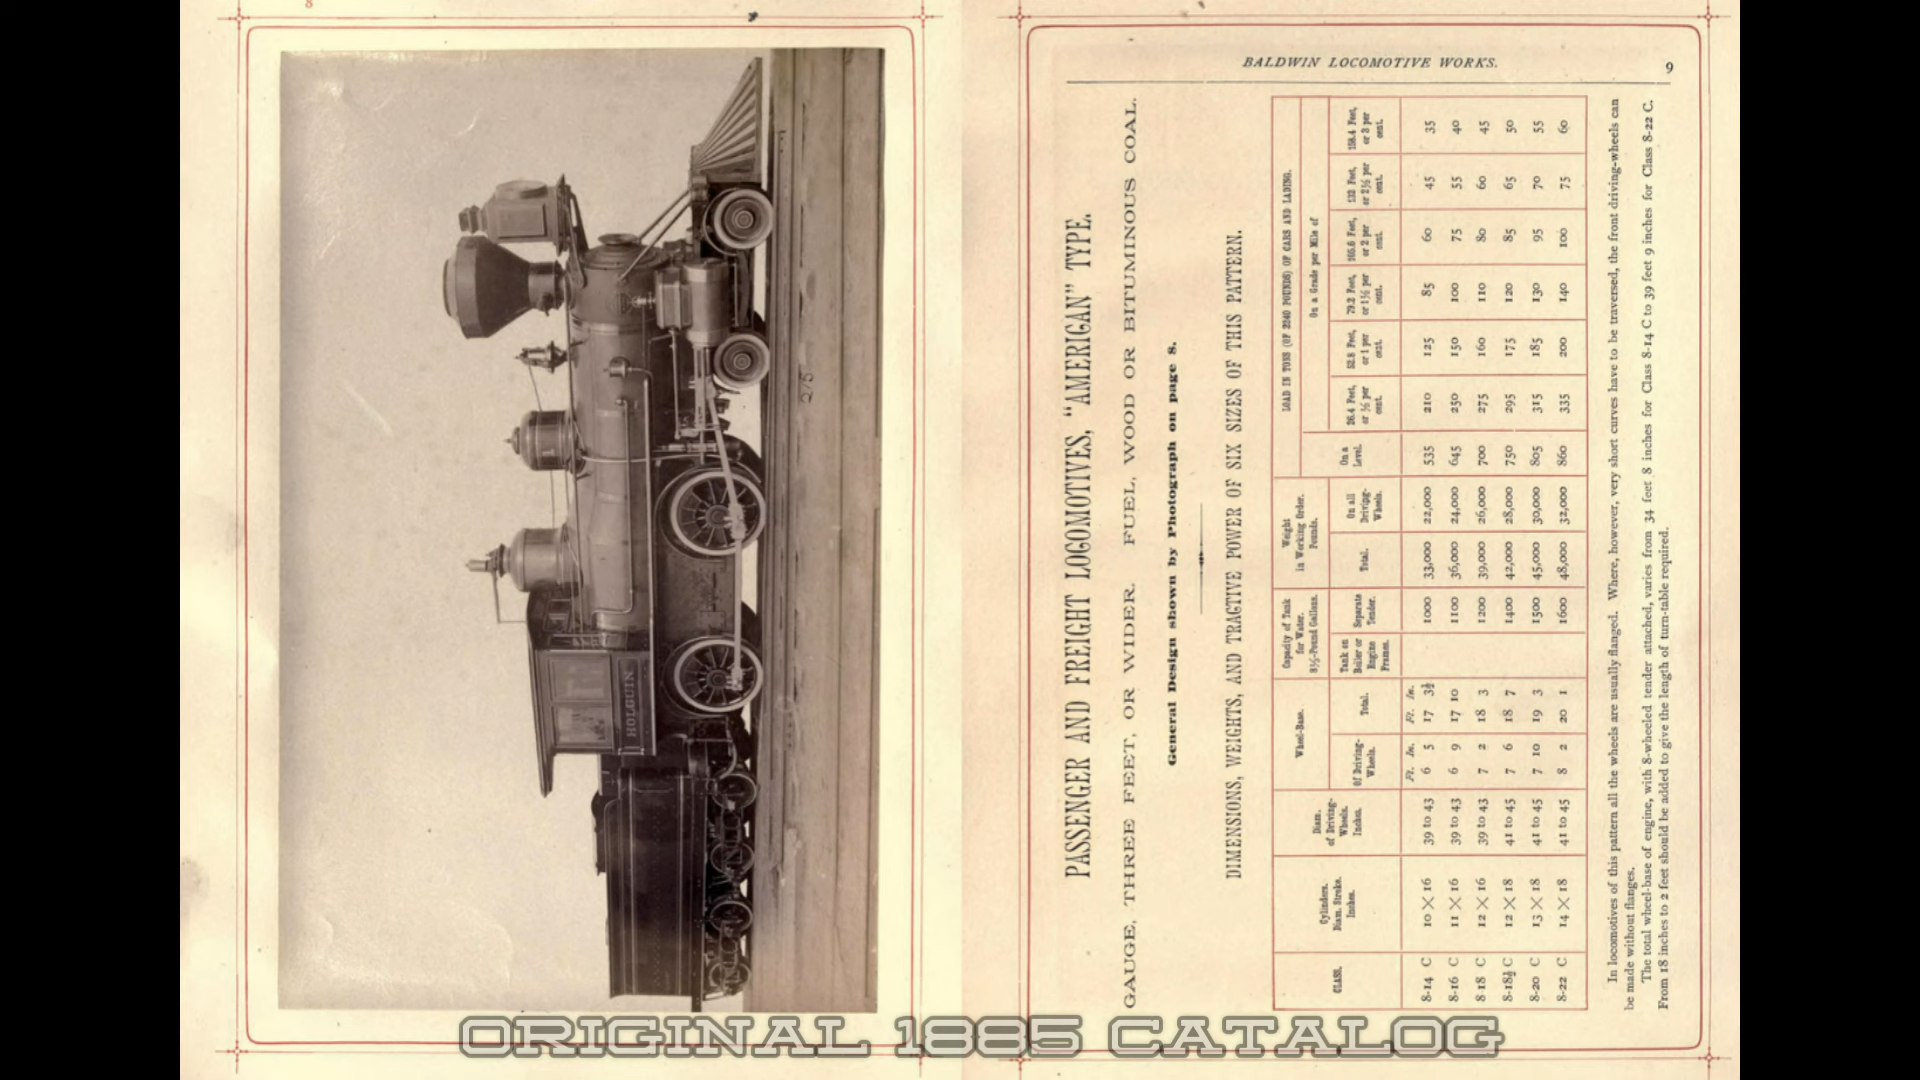 8
HOLGUIN
215
BALDWIN LOCOMOTIVE WORKS.
9
PASSENGER AND FREIGHT LOCOMOTIVES, "AMERICAN" TYPE.
GAUGE, THREE FEET, OR WIDER. FUEL, WOOD OR BITUMINOUS COAL.
General Design shown by Photograph on page 8.
DIMENSIONS, WEIGHTS, AND TRACTIVE POWER OF SIX SIZES OF THIS PATTERN.
CLASS. Cylinders. Diam. Stroke. Inches. Diam. of Driving-Wheels. Inches. Wheel-Base. Of Driving-Wheels. Total. Capacity of Tank for Water. 8⅓-Pound Gallons. Tank on Boiler or Engine Frames. Separate Tender. Weight in Working Order. Pounds. Total. On all Driving-Wheels. LOAD IN TONS (OF 2240 POUNDS) OF CARS AND LADING. On a Level. On a Grade per Mile of 26.4 Feet, or ½ per cent. 52.8 Feet, or 1 per cent. 79.2 Feet, or 1½ per cent. 105.6 Feet, or 2 per cent. 132 Feet, or 2½ per cent. 158.4 Feet, or 3 per cent.
Ft. In. Ft. In.
8-14 C 10 × 16 39 to 43 6 5 17 3½ 1000 33,000 22,000 535 210 125 85 60 45 35
8-16 C 11 × 16 39 to 43 6 9 17 10 1100 36,000 24,000 645 250 150 100 75 55 40
8 18 C 12 × 16 39 to 43 7 2 18 3 1200 39,000 26,000 700 275 160 110 80 60 45
8-18½ C 12 × 18 41 to 45 7 6 18 7 1400 42,000 28,000 750 295 175 120 85 65 50
8-20 C 13 × 18 41 to 45 7 10 19 3 1500 45,000 30,000 805 315 185 130 95 70 55
8-22 C 14 × 18 41 to 45 8 2 20 1 1600 48,000 32,000 860 335 200 140 100 75 60
In locomotives of this pattern all the wheels are usually flanged. Where, however, very short curves have to be traversed, the front driving-wheels can
be made without flanges.
The total wheel-base of engine, with 8-wheeled tender attached, varies from 34 feet 8 inches for Class 8-14 C to 39 feet 9 inches for Class 8-22 C.
From 18 inches to 2 feet should be added to give the length of turn-table required.
ORIGINAL 1885 CATALOG